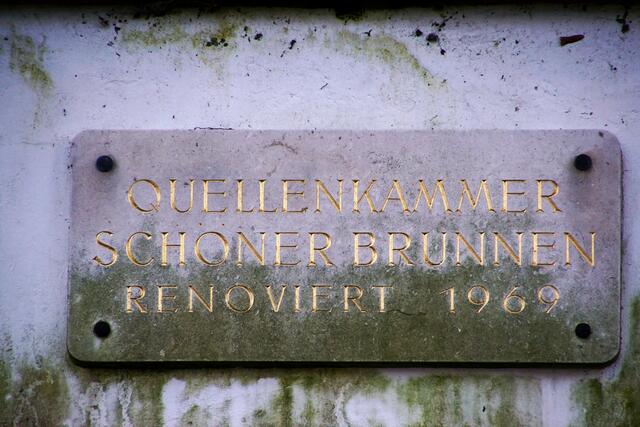 QUELLENKAMMER
SCHONER BRUNNEN
RENOVIERT 1969